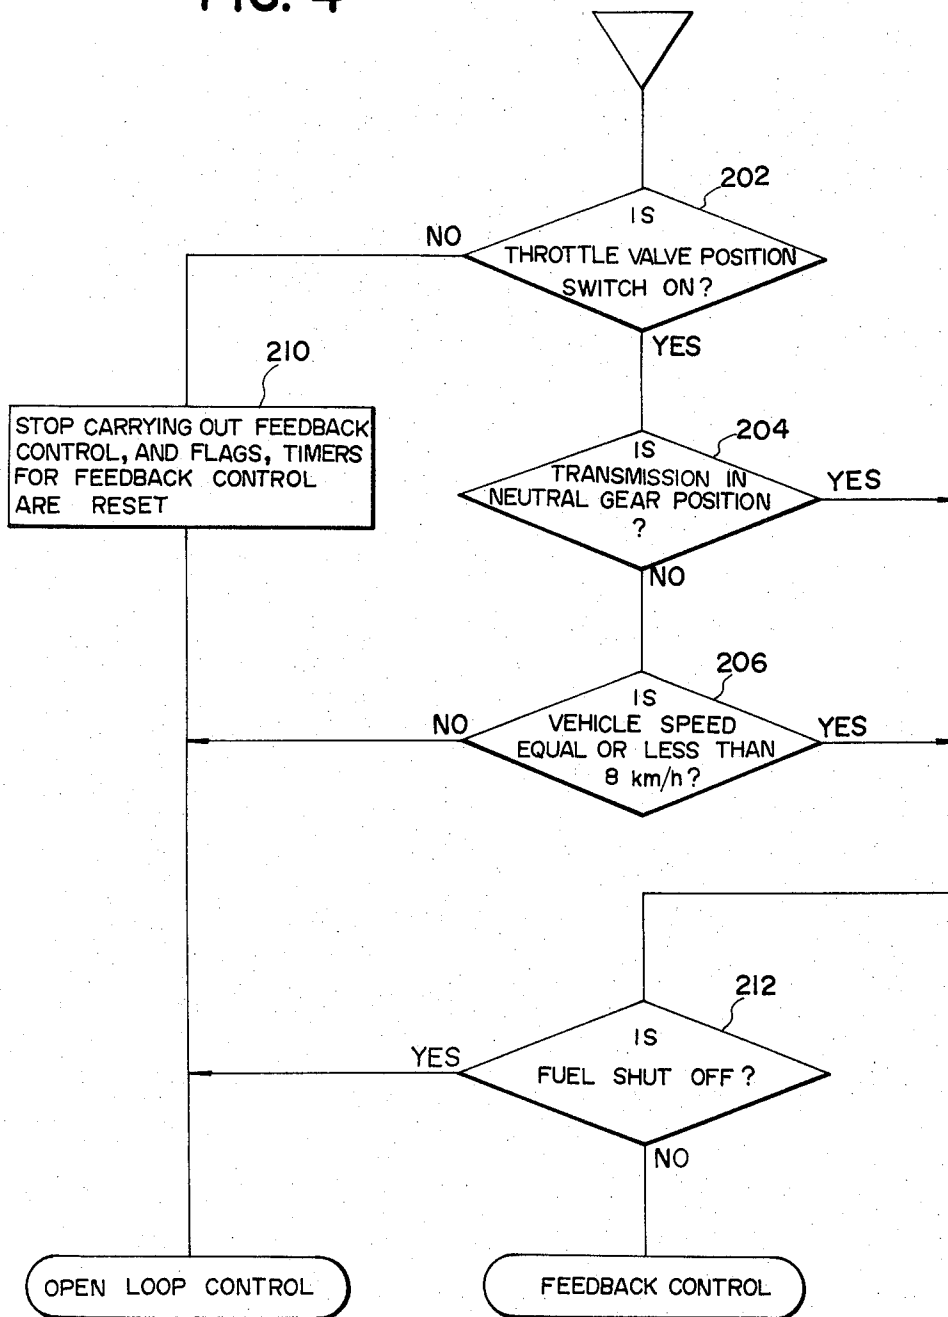 FIG. 4
202
IS
THROTTLE VALVE POSITION
SWITCH ON?
NO
YES
210
STOP CARRYING OUT FEEDBACK
CONTROL, AND FLAGS, TIMERS
FOR FEEDBACK CONTROL
ARE RESET
204
IS
TRANSMISSION IN
NEUTRAL GEAR POSITION
?
YES
NO
206
IS
VEHICLE SPEED
EQUAL OR LESS THAN
8 km/h?
NO
YES
212
IS
FUEL SHUT OFF?
YES
NO
OPEN LOOP CONTROL
FEEDBACK CONTROL